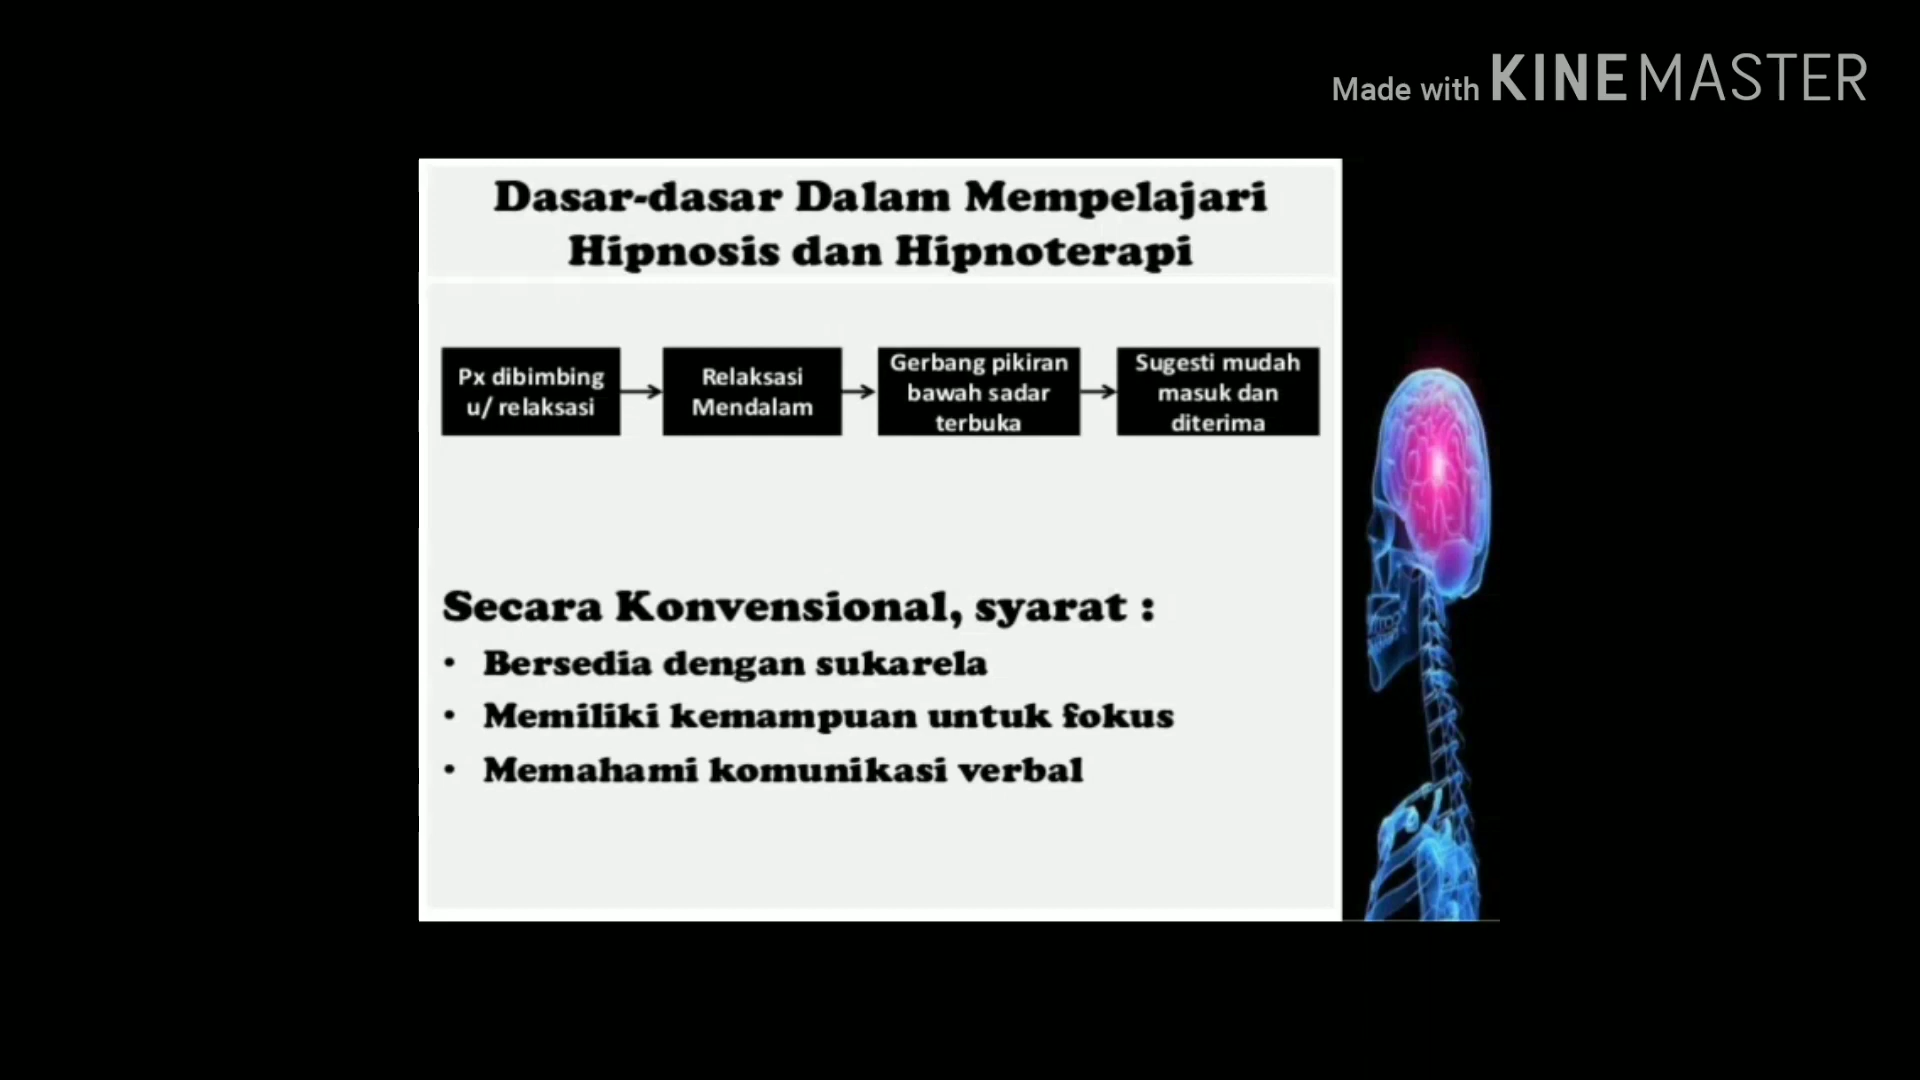 Made with KINEMASTER
Dasar-dasar Dalam Mempelajari
Hipnosis dan Hipnoterapi
Px dibimbing
u/ relaksasi
Relaksasi
Mendalam
Gerbang pikiran
bawah sadar
terbuka
Sugesti mudah
masuk dan
diterima
Secara Konvensional, syarat :
• Bersedia dengan sukarela
• Memiliki kemampuan untuk fokus
• Memahami komunikasi verbal